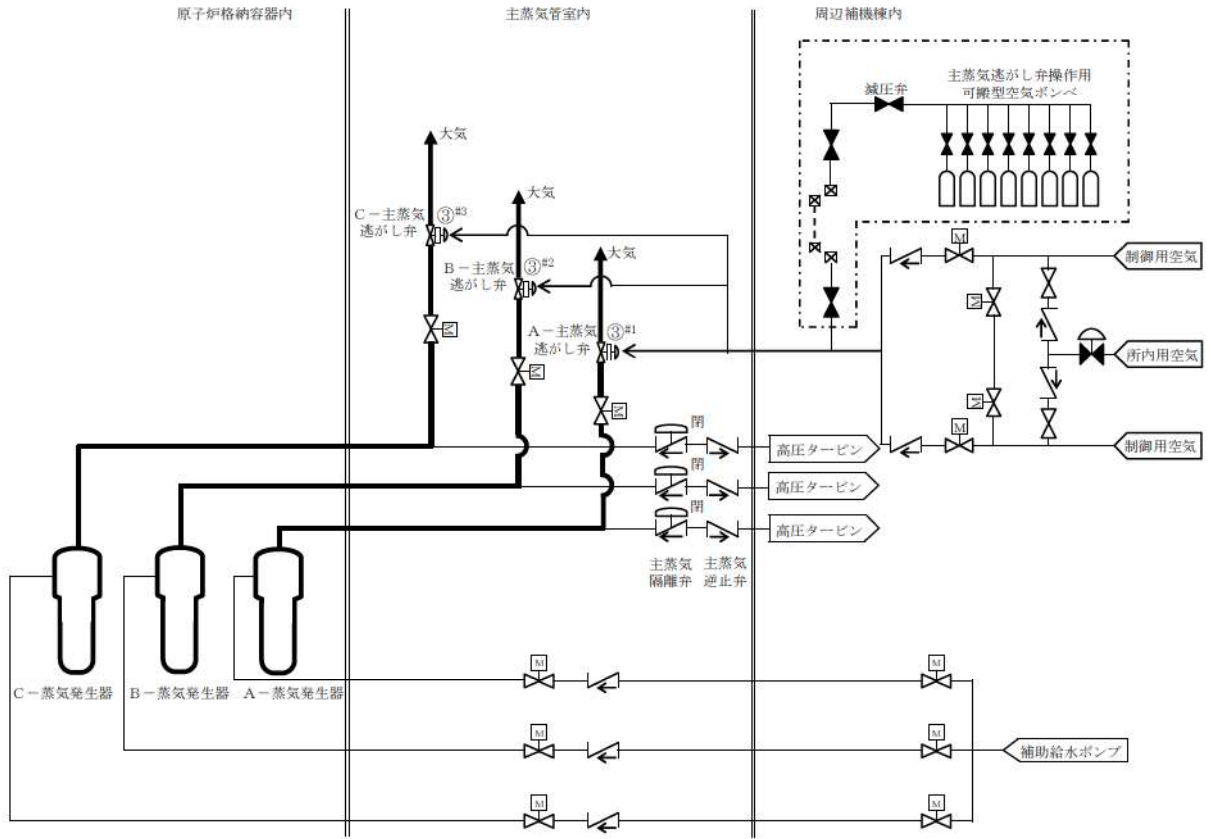 原子炉格納容器内
主蒸気管室内
周辺補機棟内
主蒸気逃がし弁操作用
可搬型空気ボンベ
減圧弁
大気
大気
C－主蒸気
逃がし弁
③#3
大気
B－主蒸気
逃がし弁
③#2
A－主蒸気
逃がし弁
③#1
M
M
M
M
制御用空気
M
所内用空気
M
M
制御用空気
閉
高圧タービン
閉
高圧タービン
閉
高圧タービン
主蒸気
隔離弁
主蒸気
逆止弁
C－蒸気発生器
B－蒸気発生器
A－蒸気発生器
M
M
M
M
補助給水ポンプ
M
M